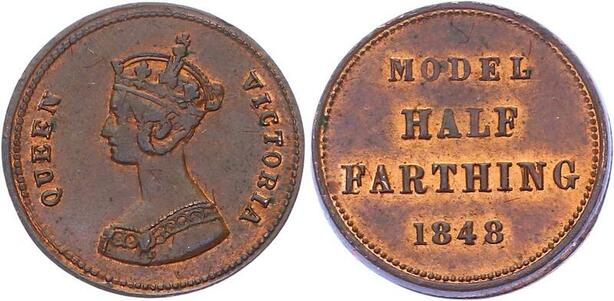 QUEEN VICTORIA
MODEL
HALF
FARTHING
1848